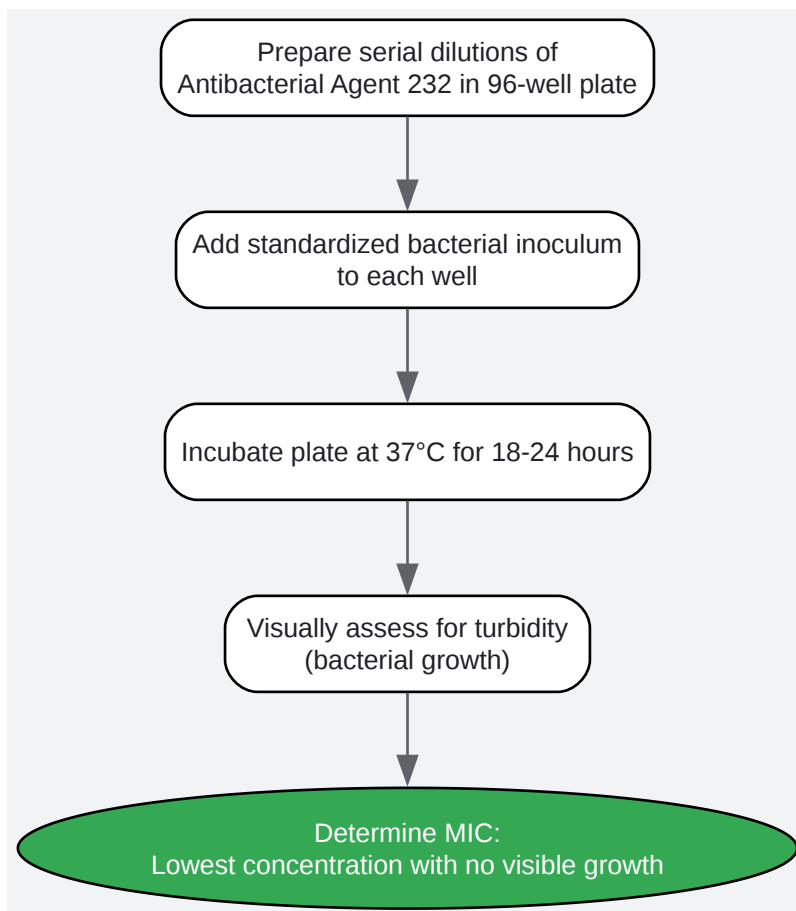 Prepare serial dilutions of
Antibacterial Agent 232 in 96-well plate
Add standardized bacterial inoculum
to each well
Incubate plate at 37°C for 18-24 hours
Visually assess for turbidity
(bacterial growth)
Determine MIC:
Lowest concentration with no visible growth